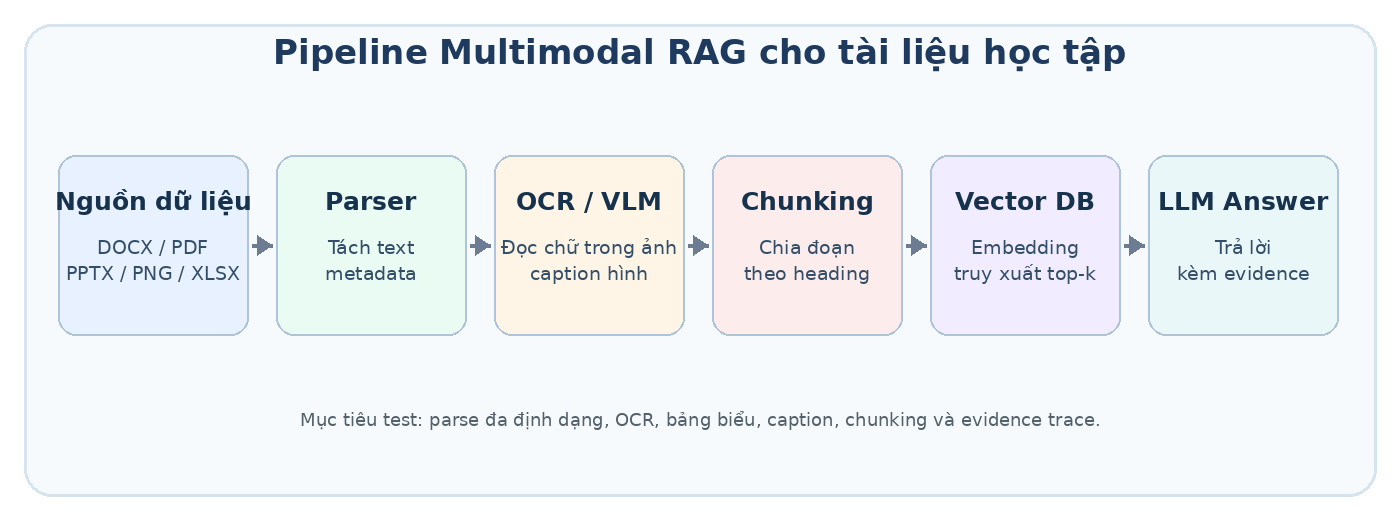 Pipeline Multimodal RAG cho tài liệu học tập
Nguồn dữ liệu
DOCX / PDF
PPTX / PNG / XLSX
Parser
Tách text
metadata
OCR / VLM
Đọc chữ trong ảnh
caption hình
Chunking
Chia đoạn
theo heading
Vector DB
Embedding
truy xuất top-k
LLM Answer
Trả lời
kèm evidence
Mục tiêu test: parse đa định dạng, OCR, bảng biểu, caption, chunking và evidence trace.